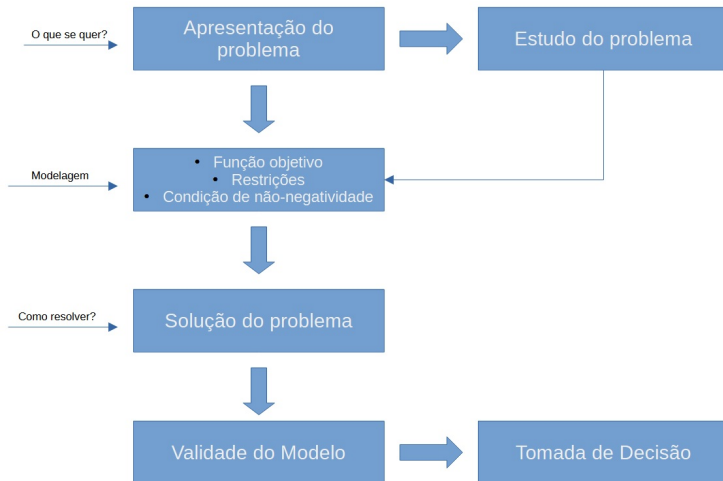 O que se quer?
Apresentação do
problema
Estudo do problema
Modelagem
• Função objetivo
• Restrições
• Condição de não-negatividade
Como resolver?
Solução do problema
Validade do Modelo
Tomada de Decisão